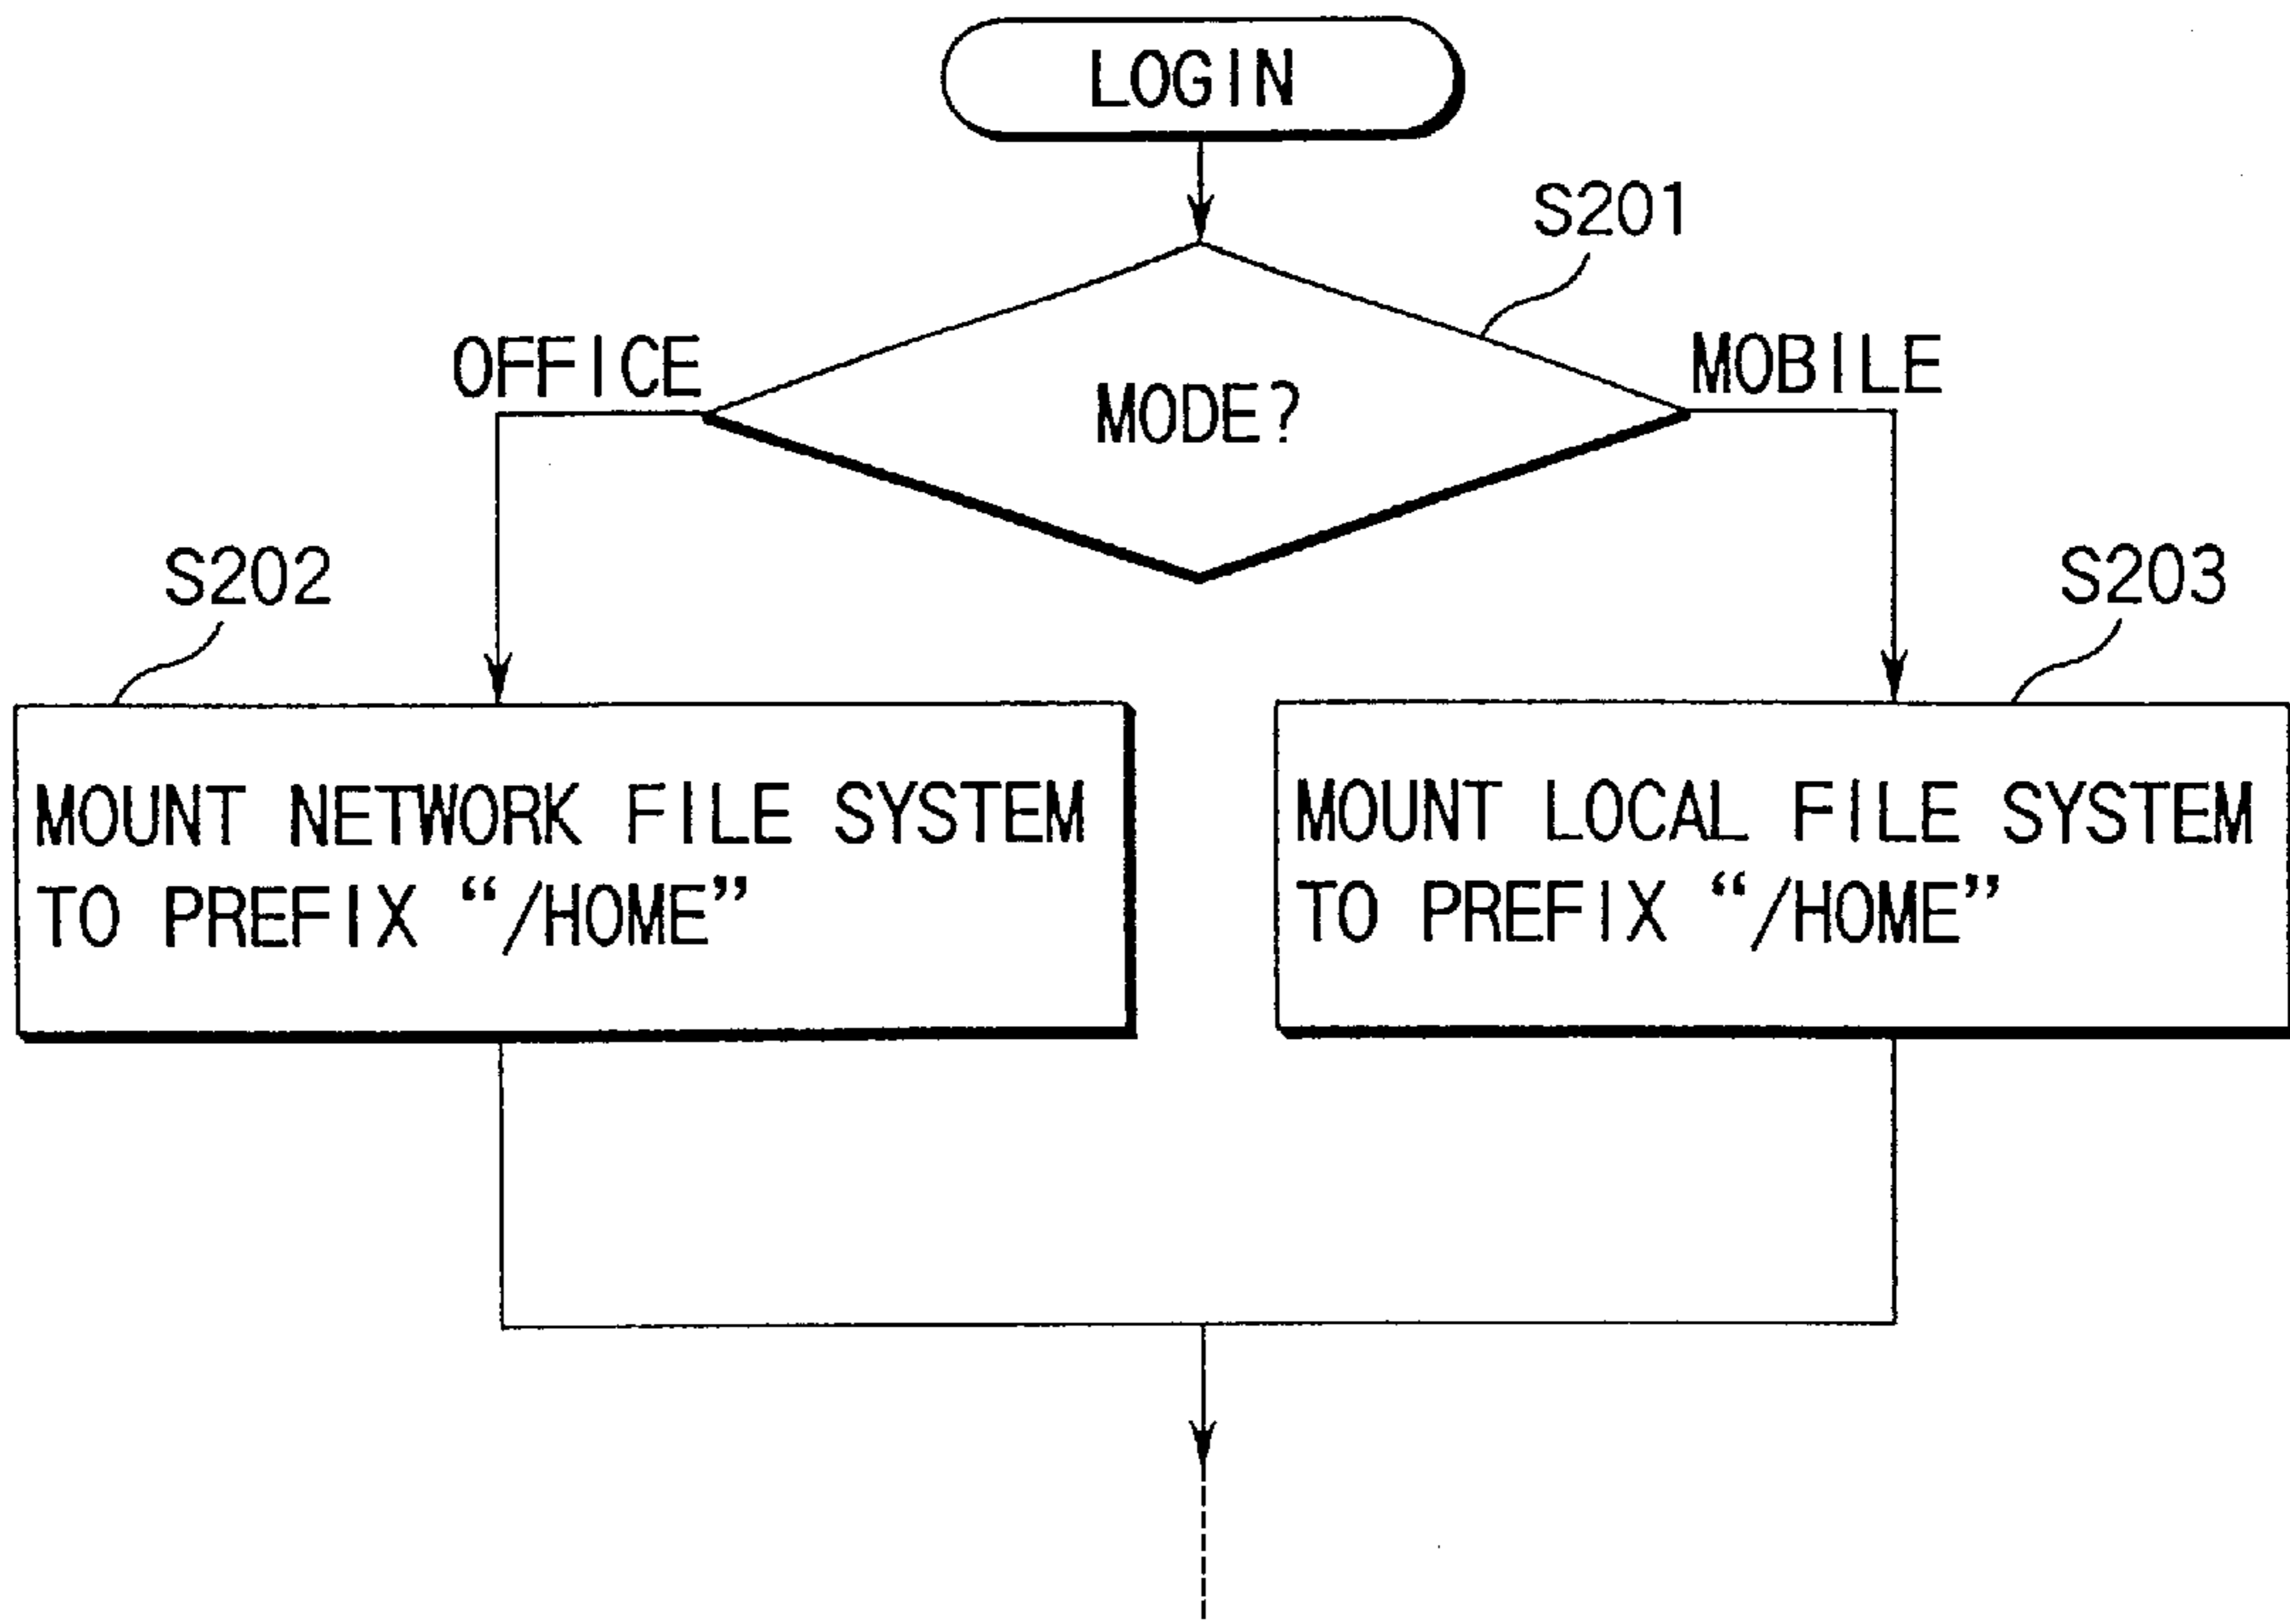 LOGIN
S201
OFFICE
MODE?
MOBILE
S202
S203
MOUNT NETWORK FILE SYSTEM
TO PREFIX “/HOME”
MOUNT LOCAL FILE SYSTEM
TO PREFIX “/HOME”